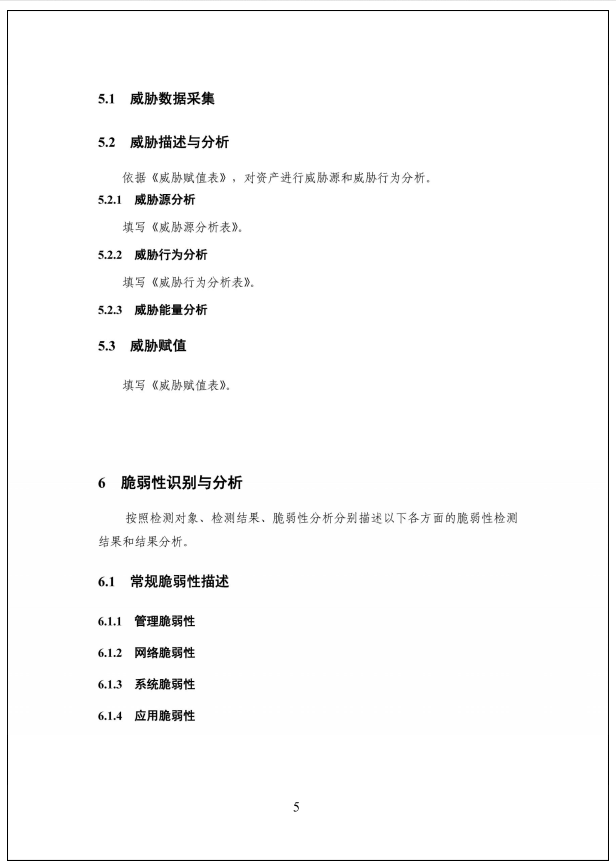 5.1 威胁数据采集
5.2 威胁描述与分析
依据《威胁赋值表》，对资产进行威胁源和威胁行为分析。
5.2.1 威胁源分析
填写《威胁源分析表》。
5.2.2 威胁行为分析
填写《威胁行为分析表》。
5.2.3 威胁能量分析
5.3 威胁赋值
填写《威胁赋值表》。
6 脆弱性识别与分析
按照检测对象、检测结果、脆弱性分析分别描述以下各方面的脆弱性检测
结果和结果分析。
6.1 常规脆弱性描述
6.1.1 管理脆弱性
6.1.2 网络脆弱性
6.1.3 系统脆弱性
6.1.4 应用脆弱性
5